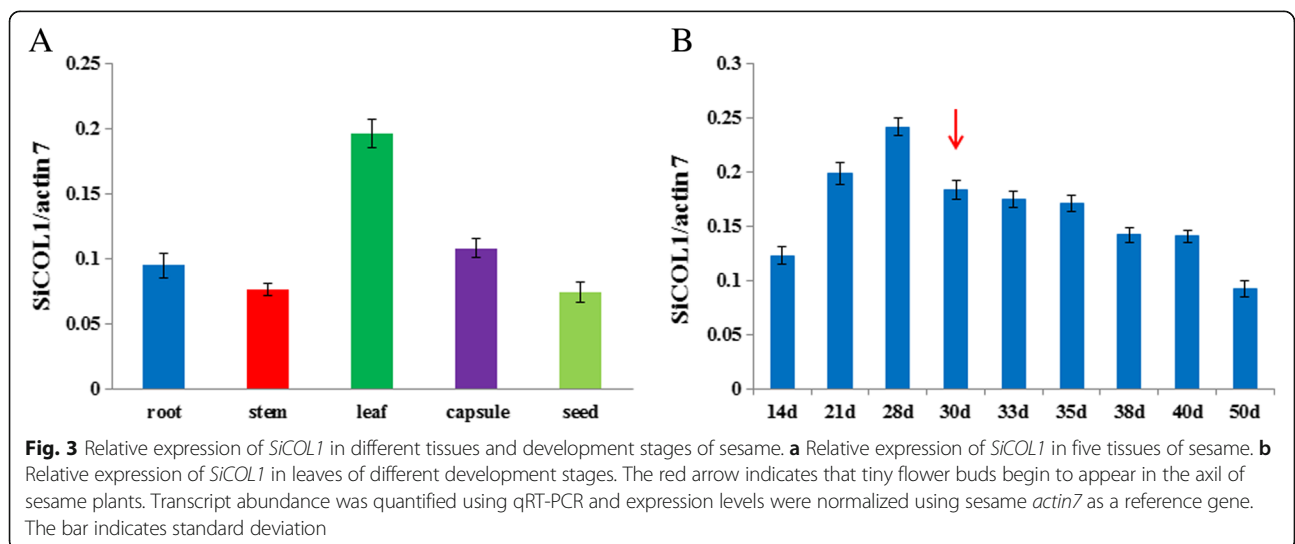 A
SiCOL1/actin 7
0.25
0.2
0.15
0.1
0.05
0
root stem leaf capsule seed
B
SiCOL1/actin 7
0.3
0.25
0.2
0.15
0.1
0.05
0
14d 21d 28d 30d 33d 35d 38d 40d 50d
Fig. 3 Relative expression of SiCOL1 in different tissues and development stages of sesame. a Relative expression of SiCOL1 in five tissues of sesame. b
Relative expression of SiCOL1 in leaves of different development stages. The red arrow indicates that tiny flower buds begin to appear in the axil of
sesame plants. Transcript abundance was quantified using qRT-PCR and expression levels were normalized using sesame actin7 as a reference gene.
The bar indicates standard deviation